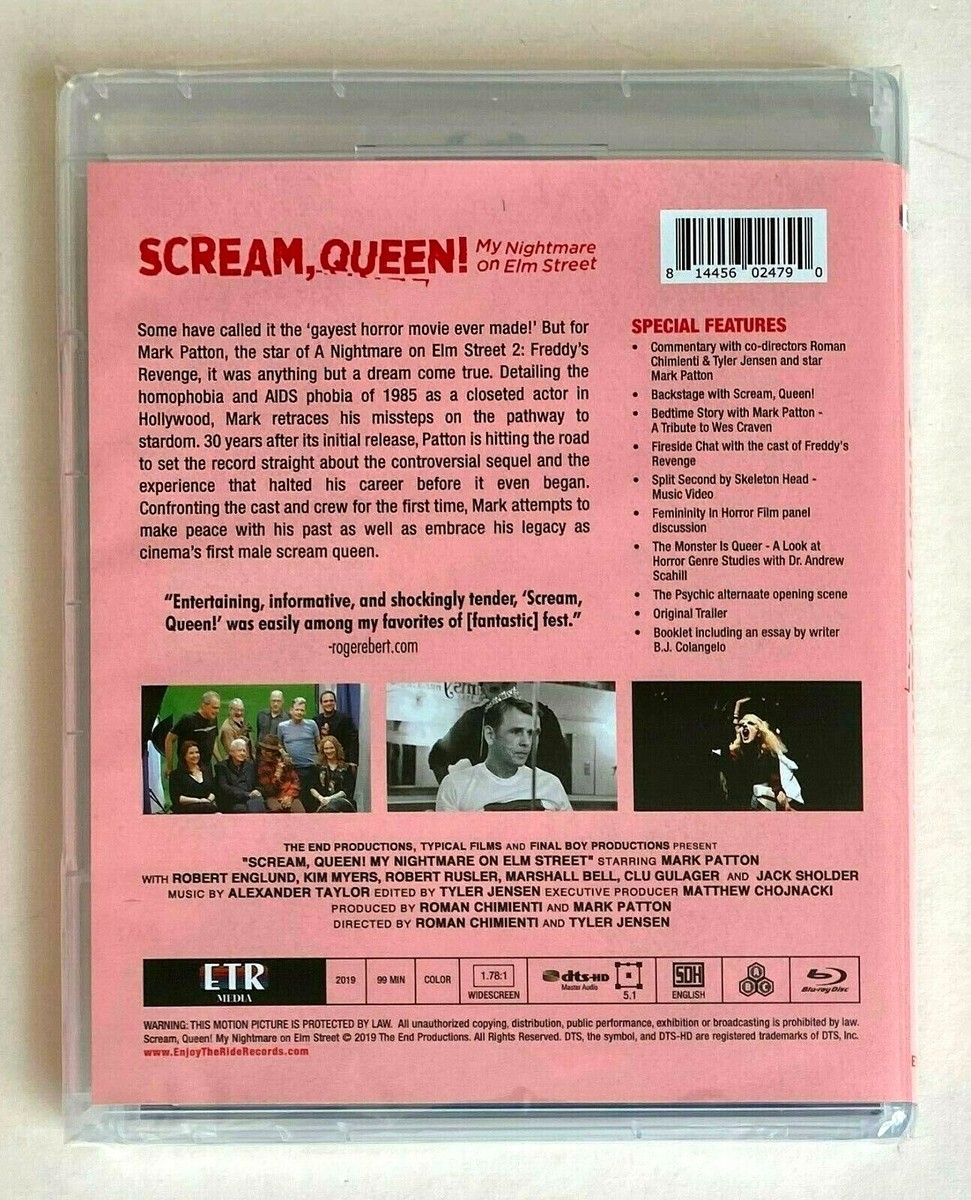 SCREAM, QUEEN! My Nightmare
on Elm Street
8 14456 02479 0
Some have called it the ‘gayest horror movie ever made!’ But for
Mark Patton, the star of A Nightmare on Elm Street 2: Freddy’s
Revenge, it was anything but a dream come true. Detailing the
homophobia and AIDS phobia of 1985 as a closeted actor in
Hollywood, Mark retraces his missteps on the pathway to
stardom. 30 years after its initial release, Patton is hitting the road
to set the record straight about the controversial sequel and the
experience that halted his career before it even began.
Confronting the cast and crew for the first time, Mark attempts to
make peace with his past as well as embrace his legacy as
cinema’s first male scream queen.
“Entertaining, informative, and shockingly tender, ‘Scream,
Queen!’ was easily among my favorites of [fantastic] fest.”
-rogerebert.com
SPECIAL FEATURES
• Commentary with co-directors Roman
Chimienti & Tyler Jensen and star
Mark Patton
• Backstage with Scream, Queen!
• Bedtime Story with Mark Patton -
A Tribute to Wes Craven
• Fireside Chat with the cast of Freddy’s
Revenge
• Split Second by Skeleton Head -
Music Video
• Femininity In Horror Film panel
discussion
• The Monster Is Queer - A Look at
Horror Genre Studies with Dr. Andrew
Scahill
• The Psychic alternaate opening scene
• Original Trailer
• Booklet including an essay by writer
B.J. Colangelo
THE END PRODUCTIONS, TYPICAL FILMS AND FINAL BOY PRODUCTIONS PRESENT
"SCREAM, QUEEN! MY NIGHTMARE ON ELM STREET" STARRING MARK PATTON
WITH ROBERT ENGLUND, KIM MYERS, ROBERT RUSLER, MARSHALL BELL, CLU GULAGER AND JACK SHOLDER
MUSIC BY ALEXANDER TAYLOR EDITED BY TYLER JENSEN EXECUTIVE PRODUCER MATTHEW CHOJNACKI
PRODUCED BY ROMAN CHIMIENTI AND MARK PATTON
DIRECTED BY ROMAN CHIMIENTI AND TYLER JENSEN
ETR
MEDIA
2019
99 MIN
COLOR
1.78:1
WIDESCREEN
dts-HD
Master Audio
5.1
SDH
ENGLISH
A
B C
Blu-ray Disc
WARNING: THIS MOTION PICTURE IS PROTECTED BY LAW. All unauthorized copying, distribution, public performance, exhibition or broadcasting is prohibited by law.
Scream, Queen! My Nightmare on Elm Street © 2019 The End Productions. All Rights Reserved. DTS, the symbol, and DTS-HD are registered trademarks of DTS, Inc.
www.EnjoyTheRideRecords.com